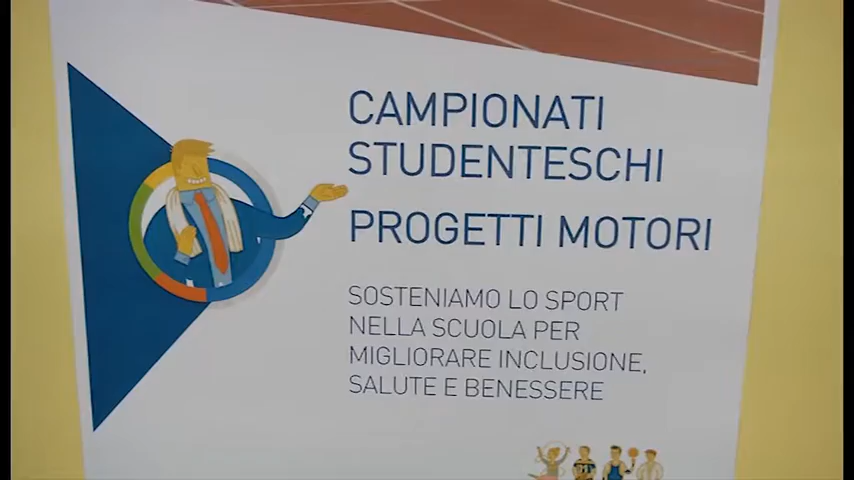 CAMPIONATI
STUDENTESCHI
PROGETTI MOTORI
SOSTENIAMO LO SPORT
NELLA SCUOLA PER
MIGLIORARE INCLUSIONE,
SALUTE E BENESSERE